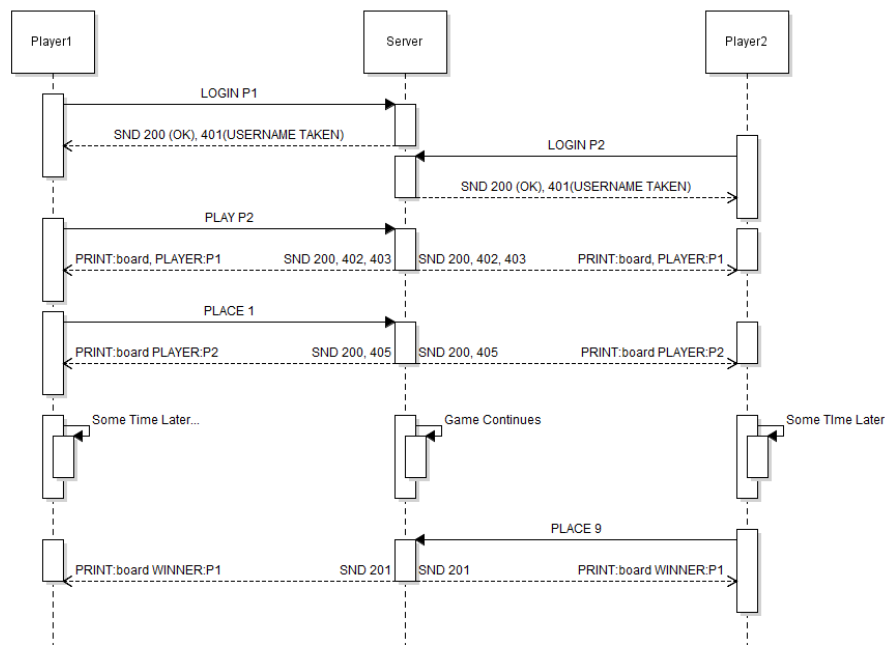 Player1
Server
Player2
LOGIN P1
SND 200 (OK), 401(USERNAME TAKEN)
LOGIN P2
SND 200 (OK), 401(USERNAME TAKEN)
PLAY P2
PRINT:board, PLAYER:P1
SND 200, 402, 403
SND 200, 402, 403
PRINT:board, PLAYER:P1
PLACE 1
PRINT:board PLAYER:P2
SND 200, 405
SND 200, 405
PRINT:board PLAYER:P2
Some Time Later...
Game Continues
Some TIme Later
PLACE 9
PRINT:board WINNER:P1
SND 201
SND 201
PRINT:board WINNER:P1